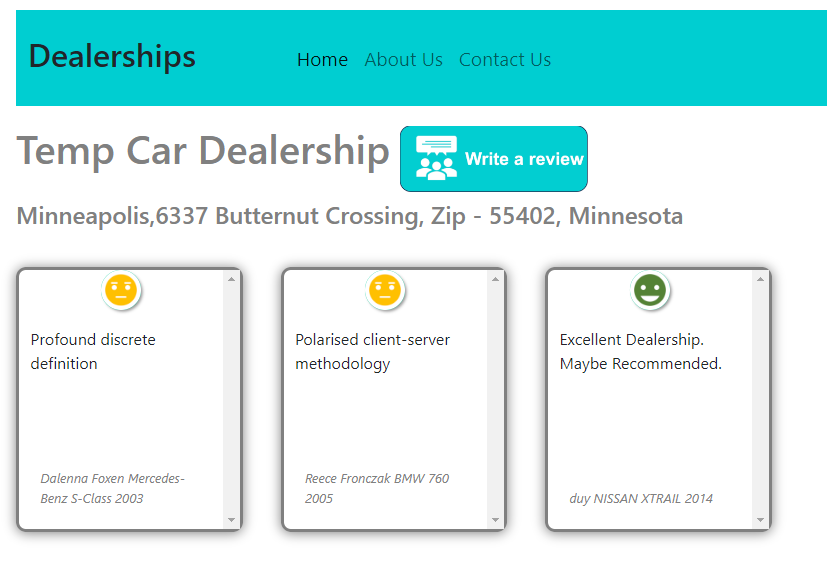 Dealerships
Home About Us Contact Us
Temp Car Dealership
Write a review
Minneapolis,6337 Butternut Crossing, Zip - 55402, Minnesota
Profound discrete
definition
Dalenna Foxen Mercedes-
Benz S-Class 2003
Polarised client-server
methodology
Reece Fronczak BMW 760
2005
Excellent Dealership.
Maybe Recommended.
duy NISSAN XTRAIL 2014